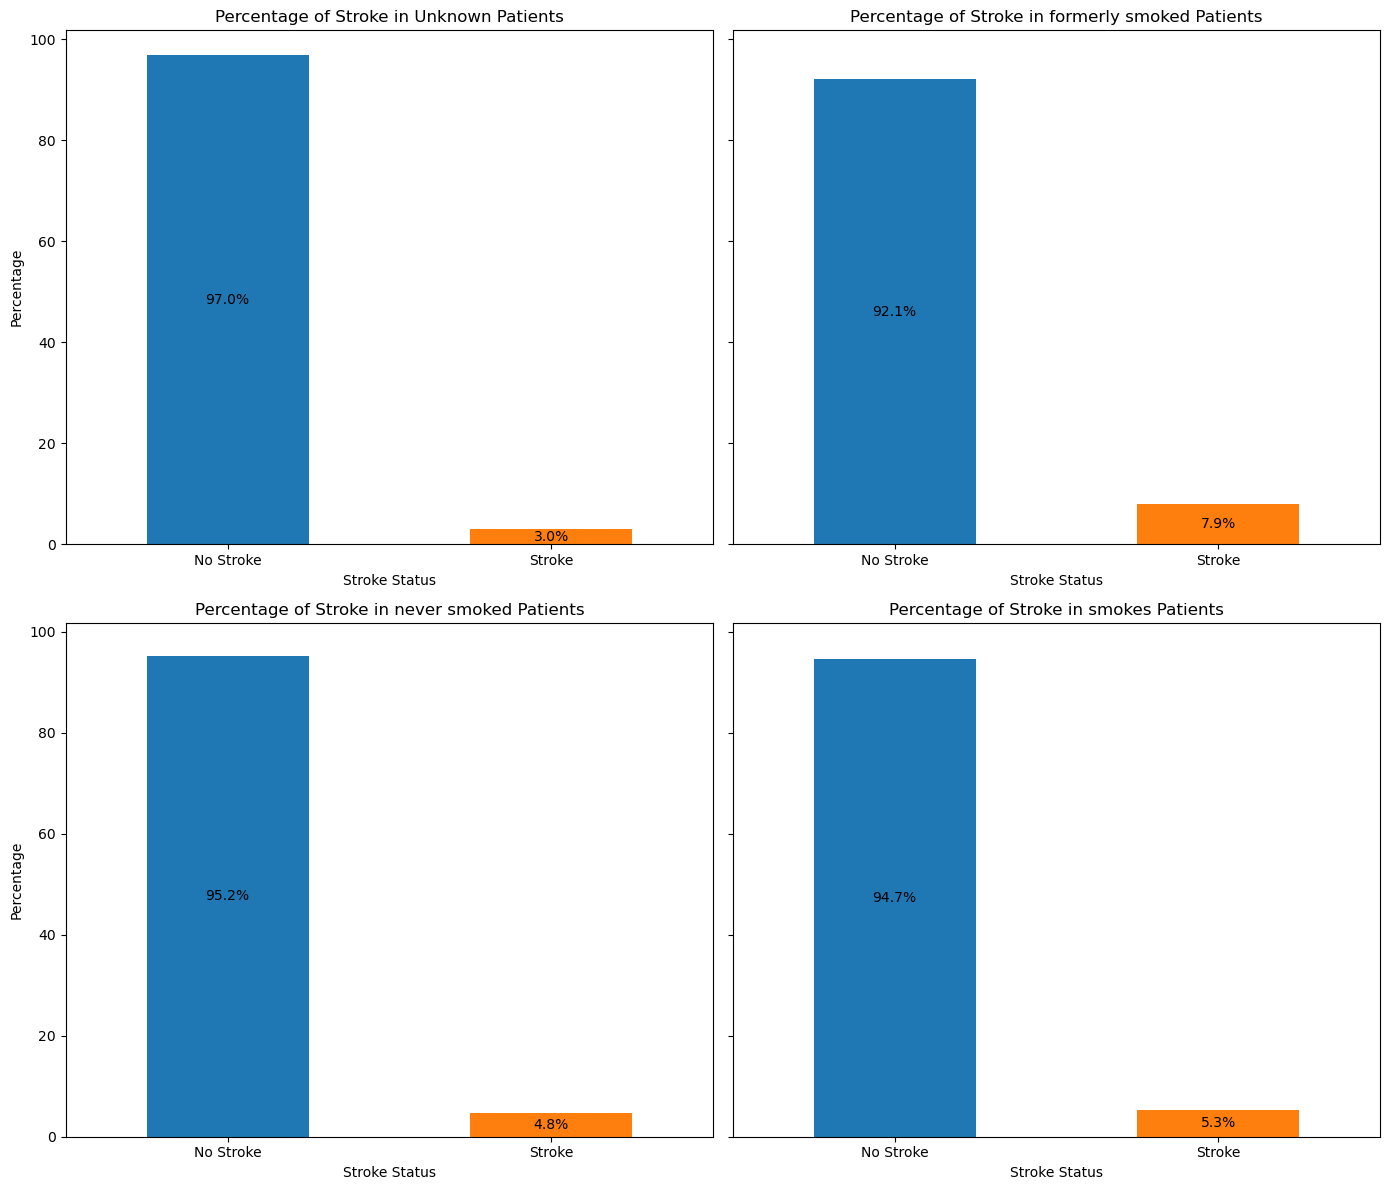 Percentage of Stroke in Unknown Patients
100
80
60
40
20
0
Percentage
97.0%
3.0%
No Stroke
Stroke
Stroke Status
Percentage of Stroke in formerly smoked Patients
92.1%
7.9%
No Stroke
Stroke
Stroke Status
Percentage of Stroke in never smoked Patients
100
80
60
40
20
0
Percentage
95.2%
4.8%
No Stroke
Stroke
Stroke Status
Percentage of Stroke in smokes Patients
94.7%
5.3%
No Stroke
Stroke
Stroke Status